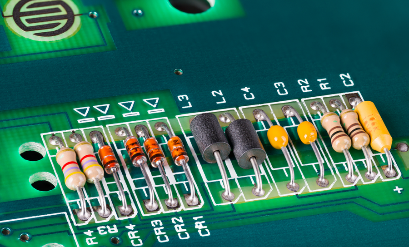 L3 L2 C4 C3 R2 R1 C2
R4 R3 CR4 CR3 CR2 CR1
+